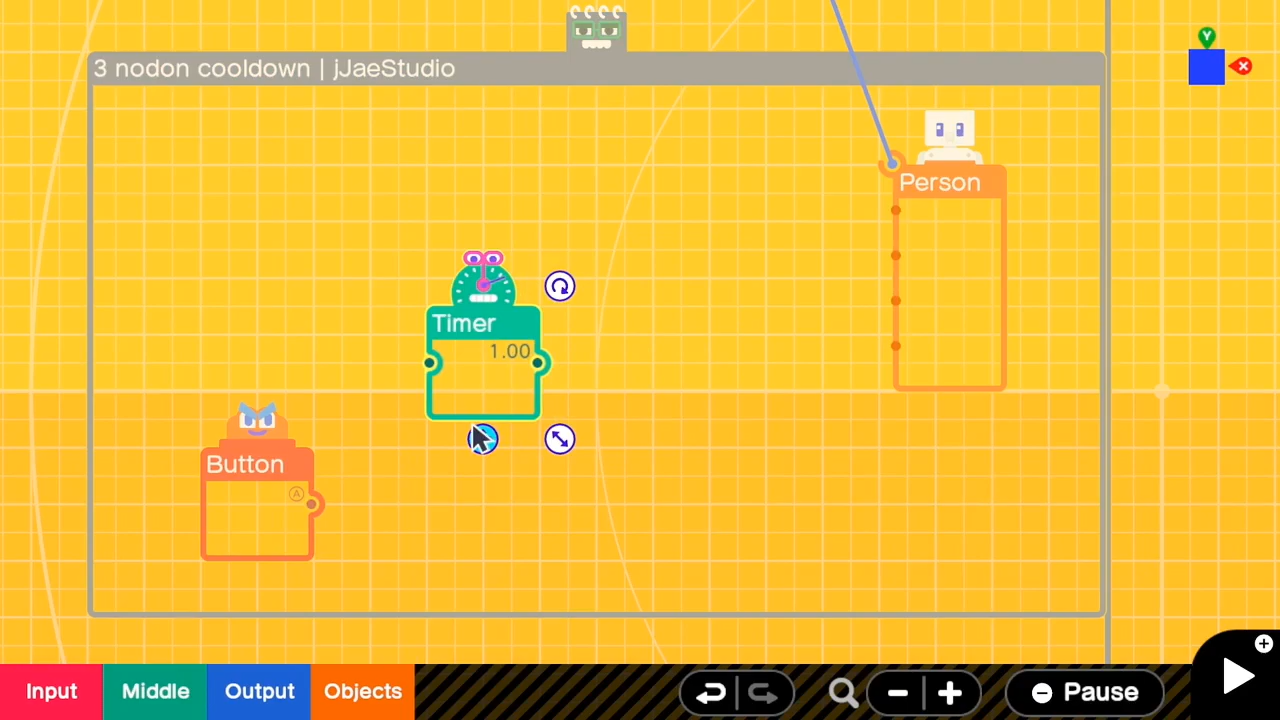 3 nodon cooldown | jJaeStudio
Y
X
Person
Timer
1.00
Button
A
Input
Middle
Output
Objects
Pause